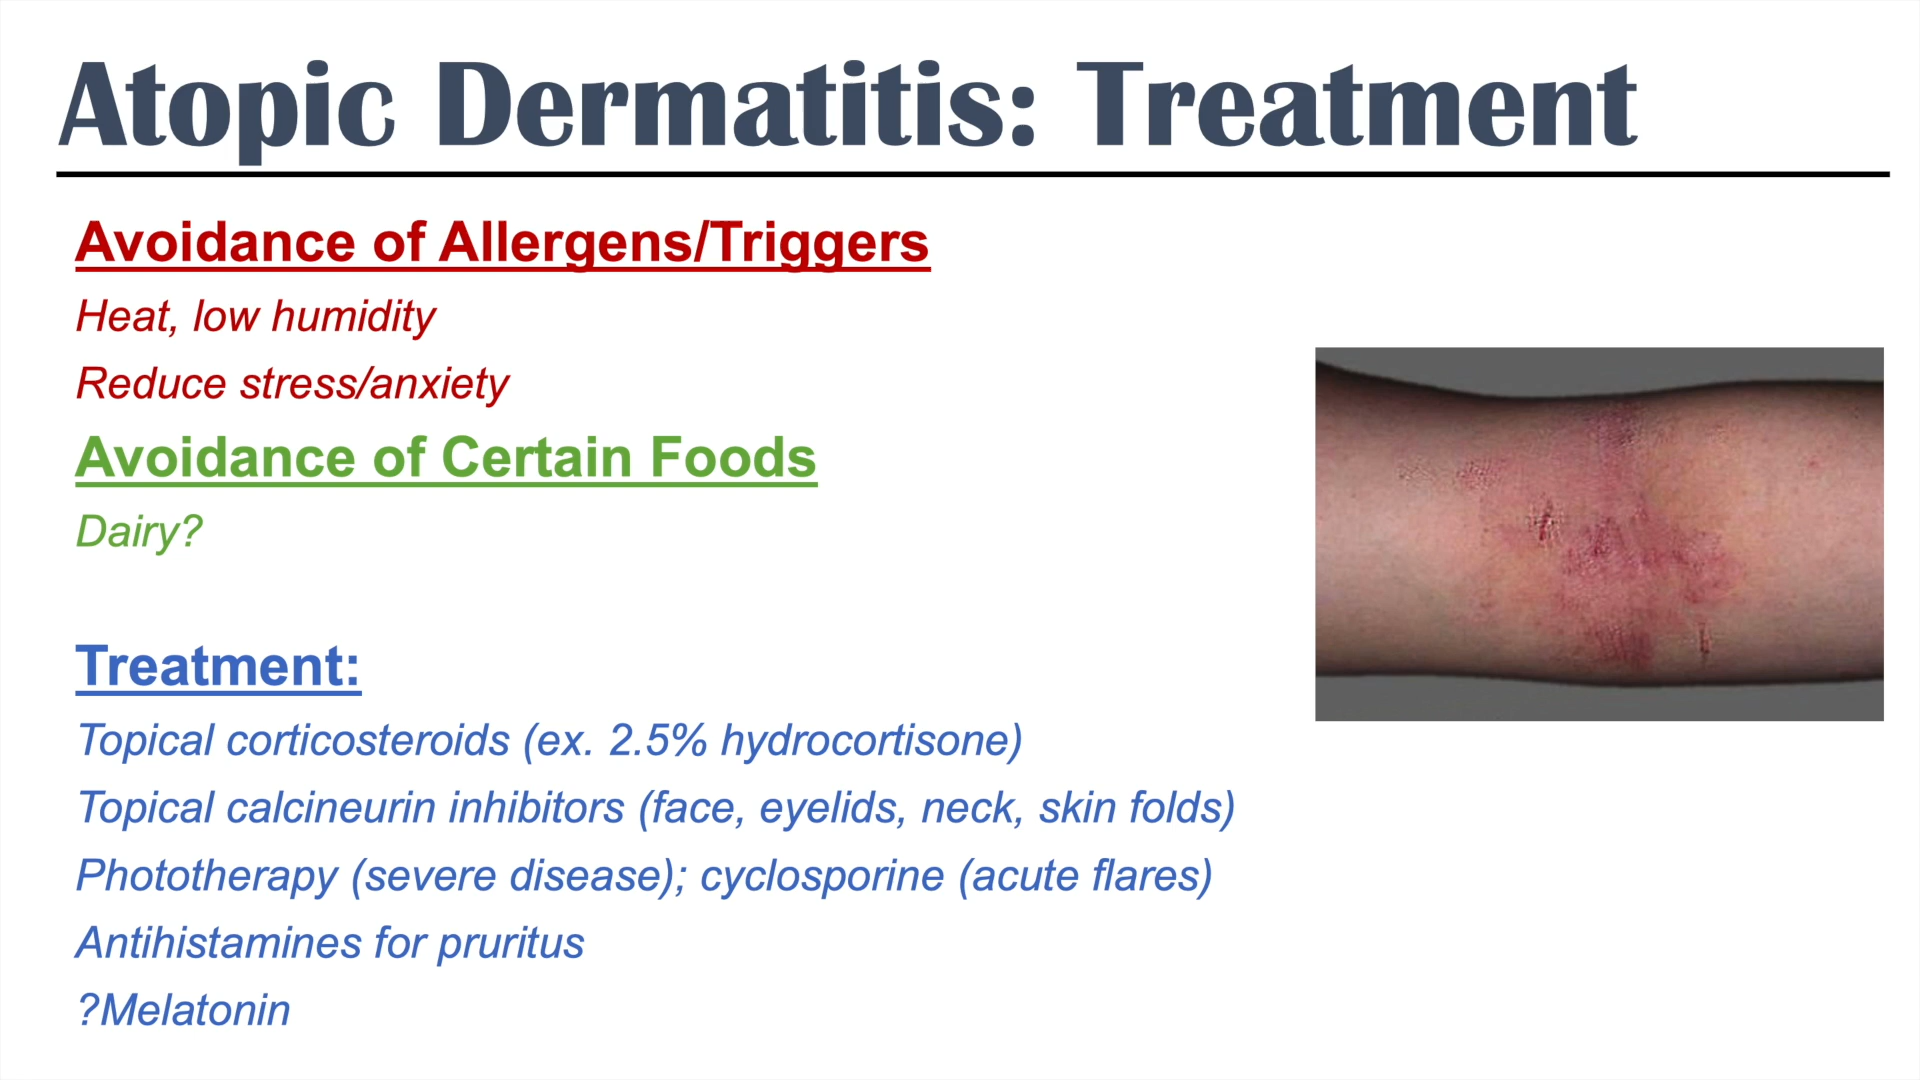 Atopic Dermatitis: Treatment
Avoidance of Allergens/Triggers
Heat, low humidity
Reduce stress/anxiety
Avoidance of Certain Foods
Dairy?
Treatment:
Topical corticosteroids (ex. 2.5% hydrocortisone)
Topical calcineurin inhibitors (face, eyelids, neck, skin folds)
Phototherapy (severe disease); cyclosporine (acute flares)
Antihistamines for pruritus
?Melatonin